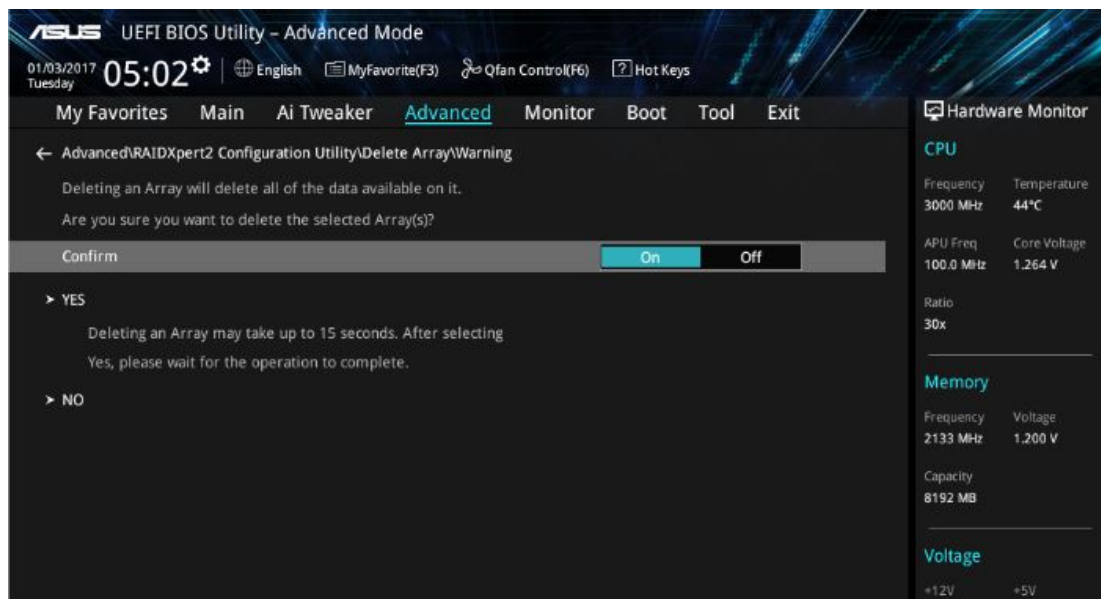 ASUS UEFI BIOS Utility – Advanced Mode
01/03/2017 Tuesday 05:02 English MyFavorite(F3) Qfan Control(F6) ? Hot Keys
My Favorites Main Ai Tweaker Advanced Monitor Boot Tool Exit
Advanced\RAIDXpert2 Configuration Utility\Delete Array\Warning
Deleting an Array will delete all of the data available on it.
Are you sure you want to delete the selected Array(s)?
Confirm On Off
YES
Deleting an Array may take up to 15 seconds. After selecting
Yes, please wait for the operation to complete.
NO
Hardware Monitor
CPU
Frequency Temperature
3000 MHz 44°C
APU Freq Core Voltage
100.0 MHz 1.264 V
Ratio
30x
Memory
Frequency Voltage
2133 MHz 1.200 V
Capacity
8192 MB
Voltage
+12V +5V